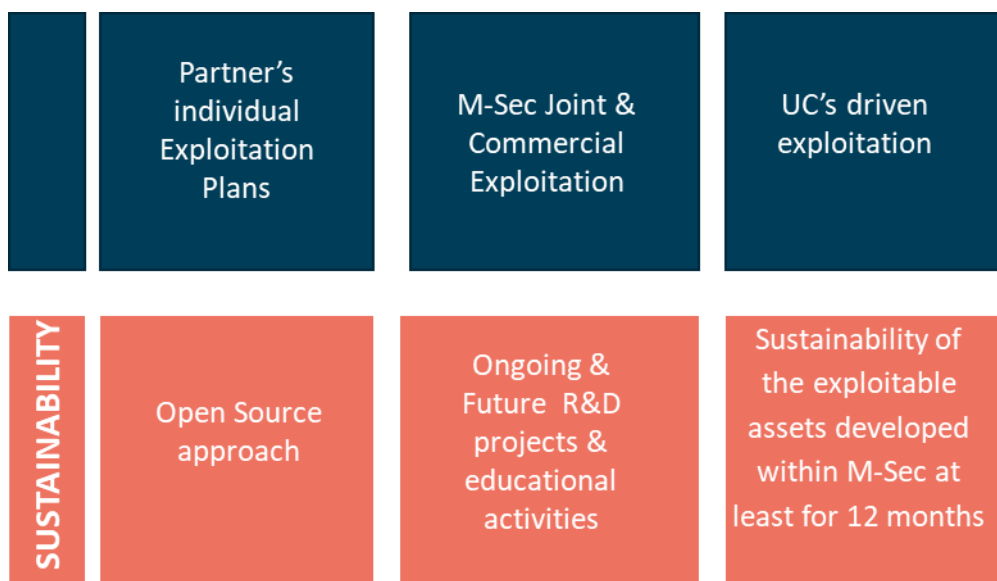 Partner’s
individual
Exploitation
Plans
M-Sec Joint &
Commercial
Exploitation
UC’s driven
exploitation
SUSTAINABILITY
Open Source
approach
Ongoing &
Future R&D
projects &
educational
activities
Sustainability of
the exploitable
assets developed
within M-Sec at
least for 12 months